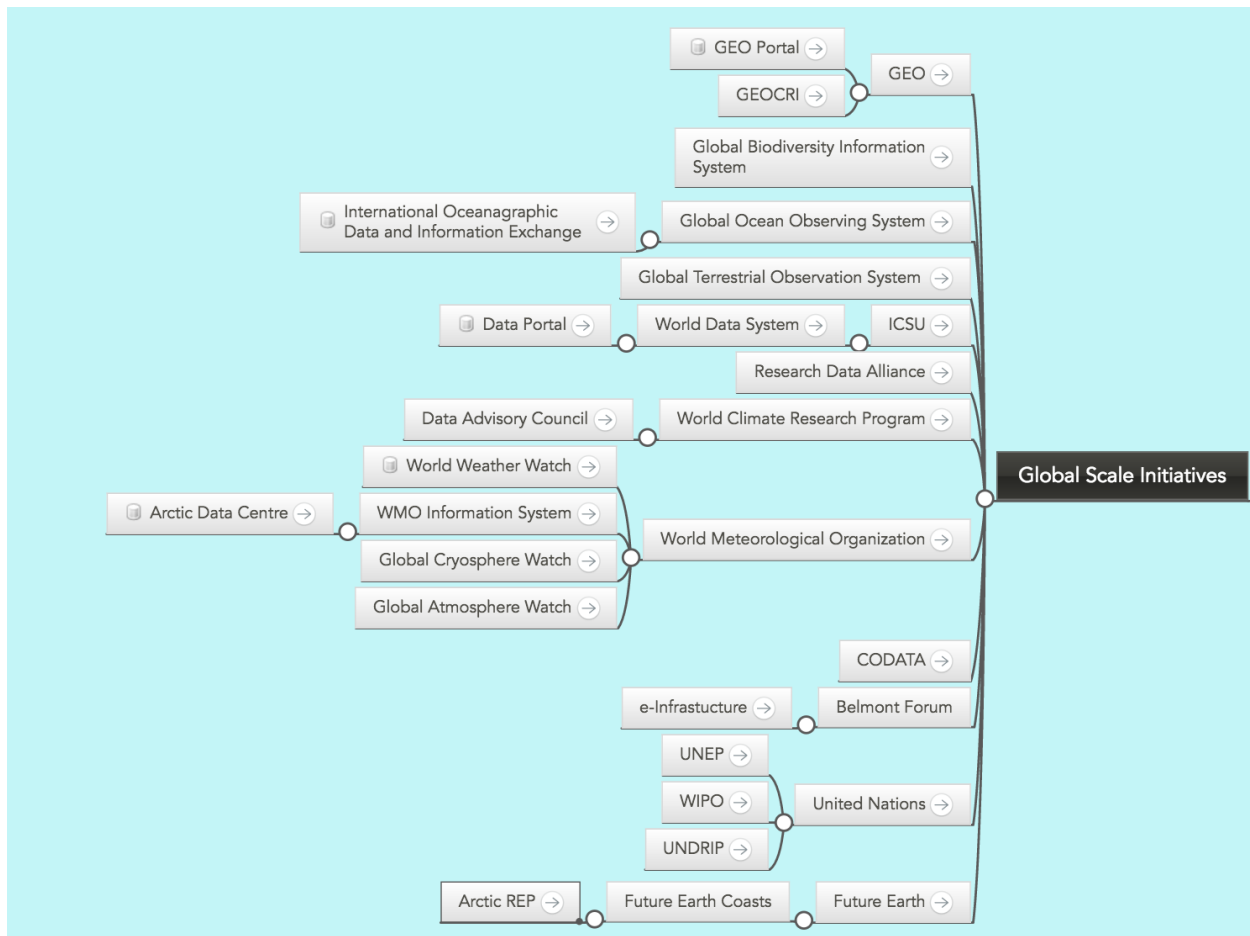 GEO Portal
GEO
GEOCRI
Global Biodiversity Information
System
International Oceanagraphic
Data and Information Exchange
Global Ocean Observing System
Global Terrestrial Observation System
Data Portal
World Data System
ICSU
Research Data Alliance
Data Advisory Council
World Climate Research Program
World Weather Watch
Global Scale Initiatives
Arctic Data Centre
WMO Information System
World Meteorological Organization
Global Cryosphere Watch
Global Atmosphere Watch
CODATA
e-Infrastucture
Belmont Forum
UNEP
WIPO
United Nations
UNDRIP
Arctic REP
Future Earth Coasts
Future Earth